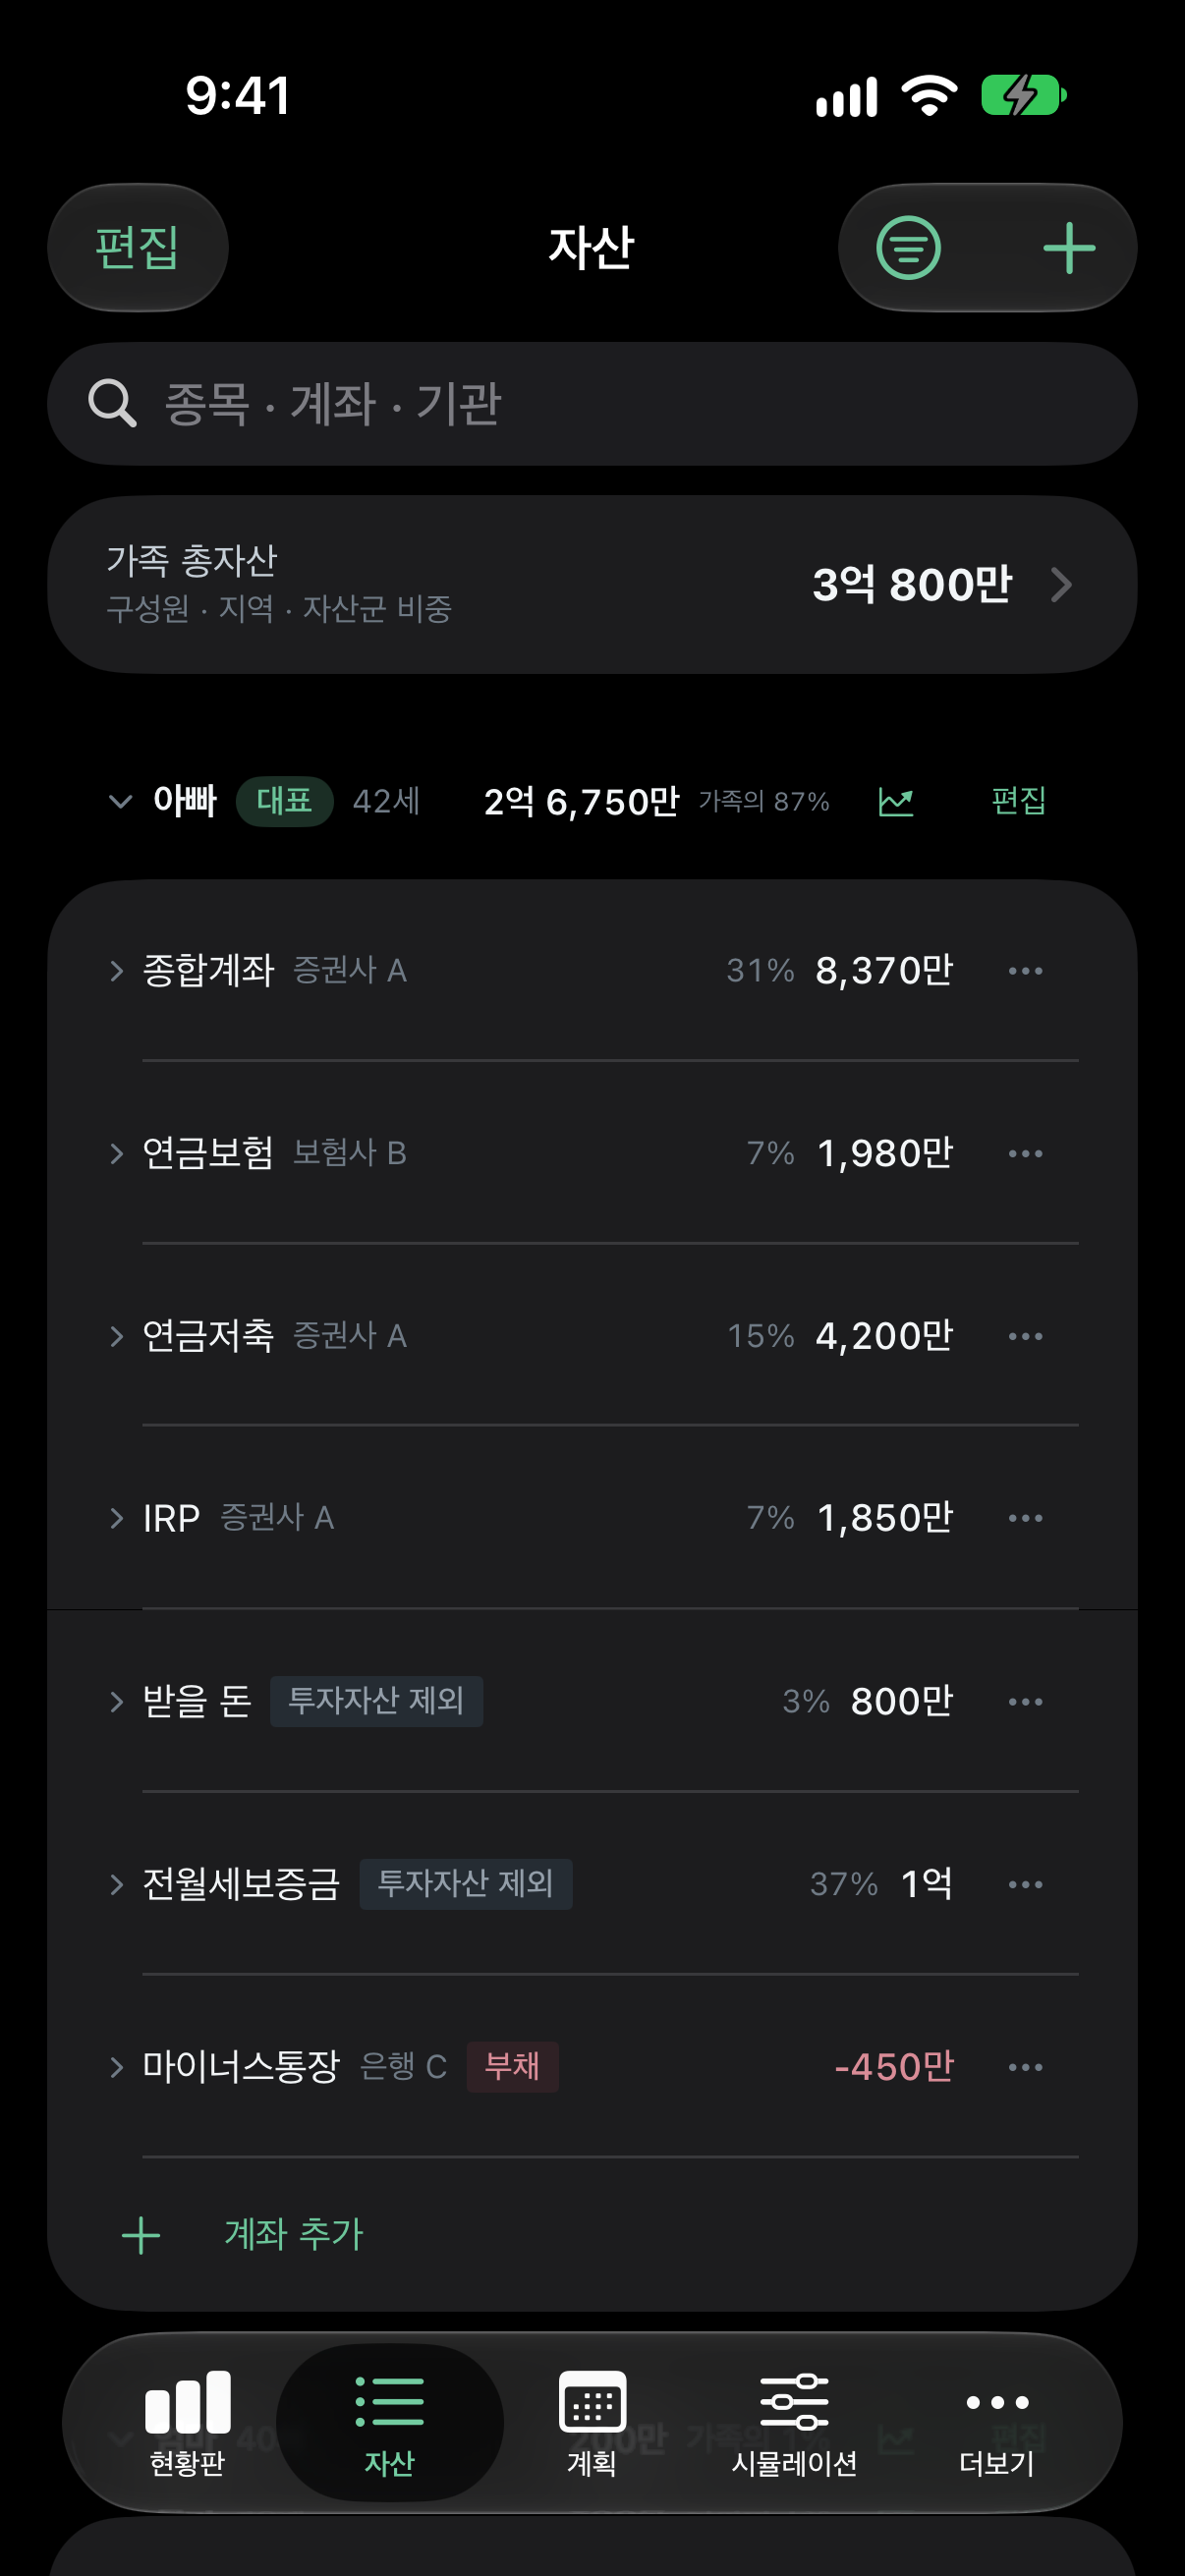 9:41
편집 자산
종목 · 계좌 · 기관
가족 총자산
구성원 · 지역 · 자산군 비중
3억 800만
아빠 대표 42세 2억 6,750만 가족의 87% 편집
종합계좌 증권사 A 31% 8,370만
연금보험 보험사 B 7% 1,980만
연금저축 증권사 A 15% 4,200만
IRP 증권사 A 7% 1,850만
받을 돈 투자자산 제외 3% 800만
전월세보증금 투자자산 제외 37% 1억
마이너스통장 은행 C 부채 -450만
계좌 추가
현황판 자산 계획 시뮬레이션 더보기